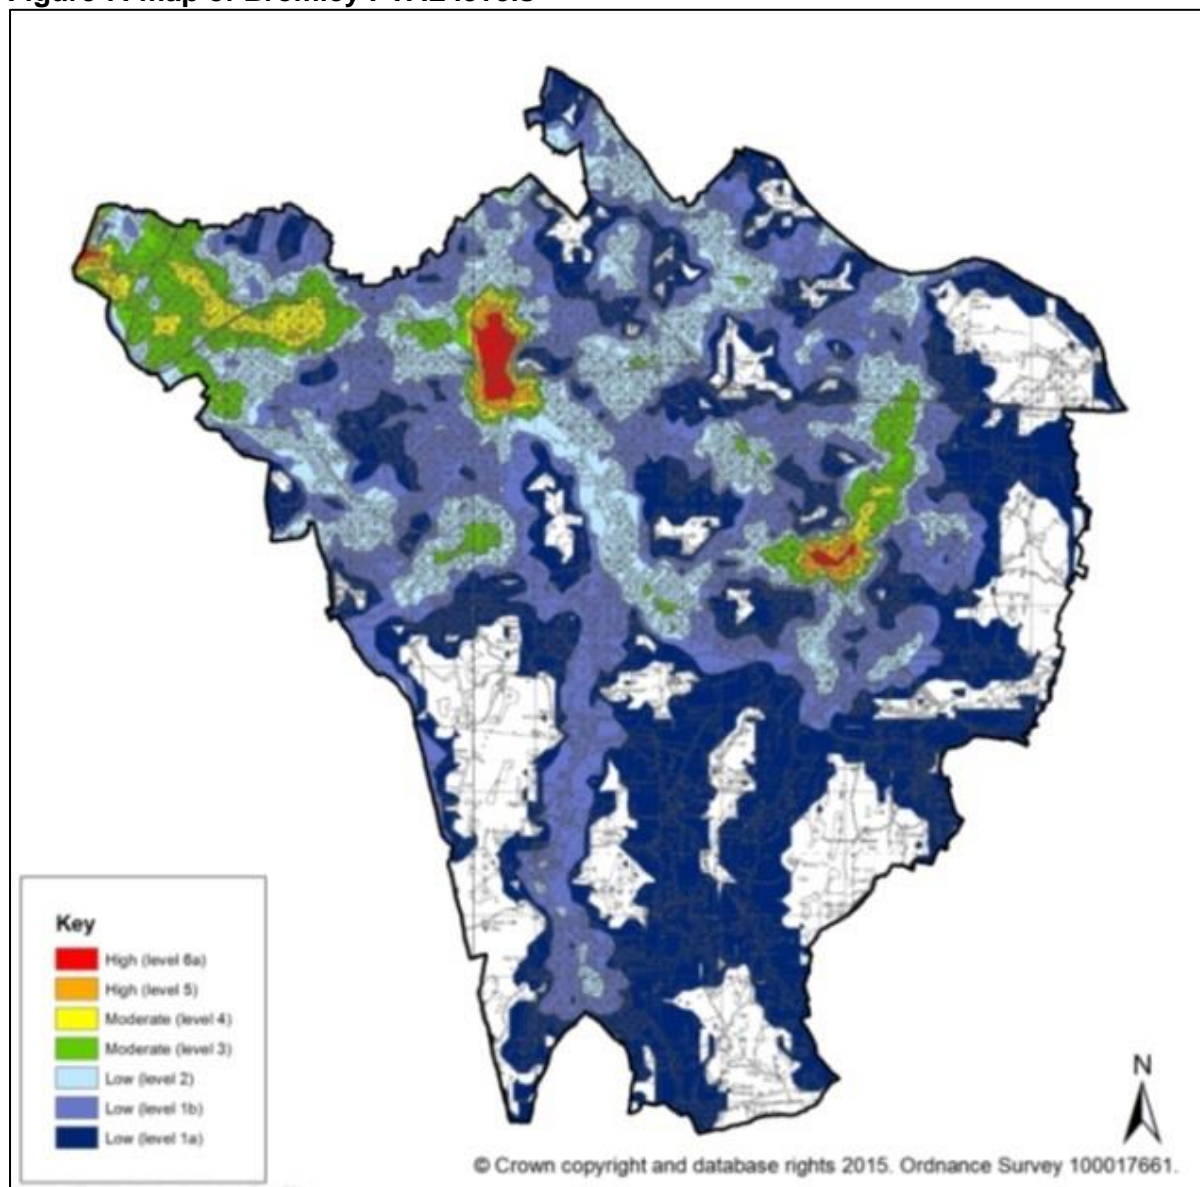 Key
High (level 6a)
High (level 5)
Moderate (level 4)
Moderate (level 3)
Low (level 2)
Low (level 1b)
Low (level 1a)
N
© Crown copyright and database rights 2015. Ordnance Survey 100017661.